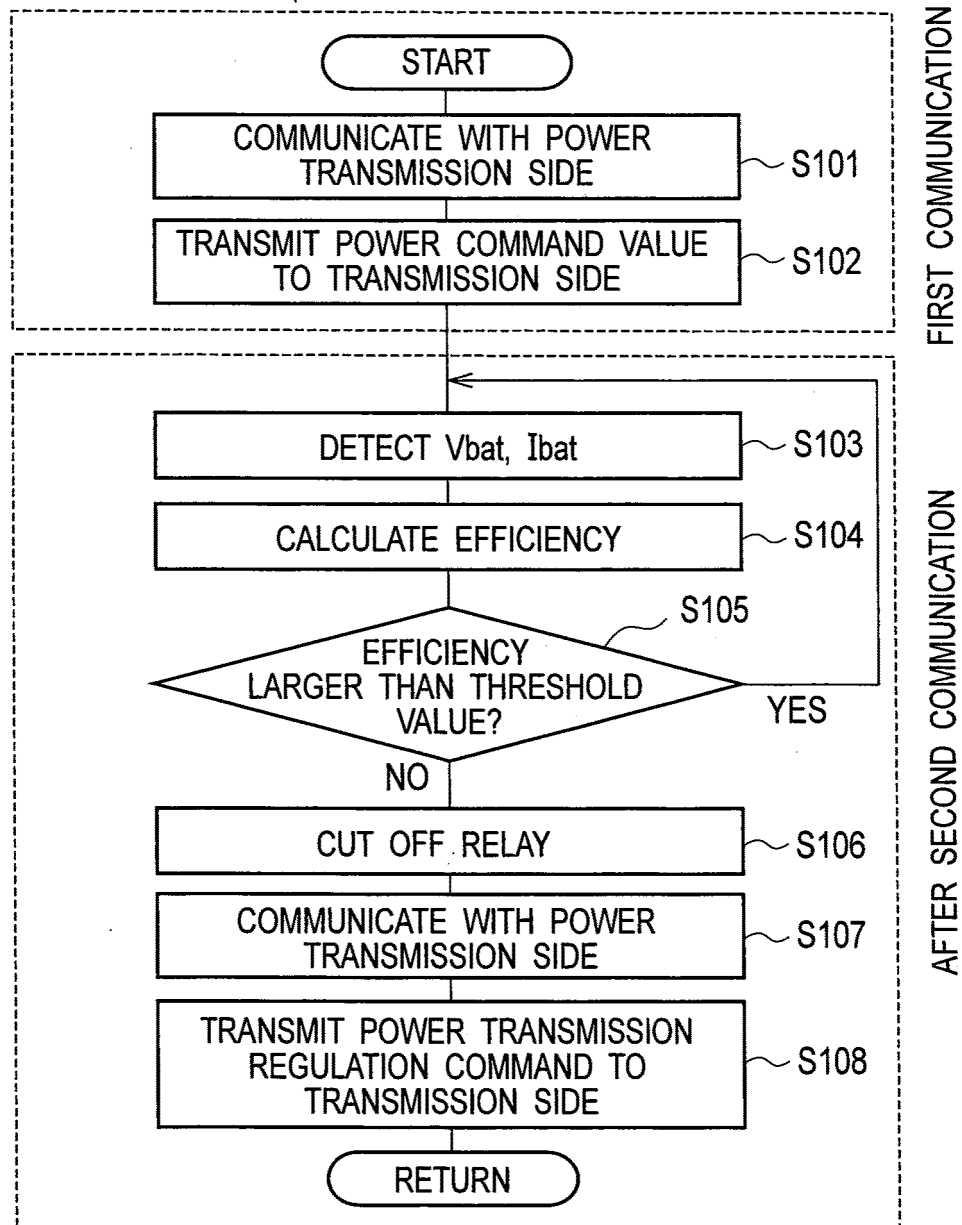 START
COMMUNICATE WITH POWER
TRANSMISSION SIDE
S101
TRANSMIT POWER COMMAND VALUE
TO TRANSMISSION SIDE
S102
FIRST COMMUNICATION
DETECT Vbat, Ibat
S103
CALCULATE EFFICIENCY
S104
S105
EFFICIENCY
LARGER THAN THRESHOLD
VALUE?
YES
NO
CUT OFF RELAY
S106
COMMUNICATE WITH POWER
TRANSMISSION SIDE
S107
TRANSMIT POWER TRANSMISSION
REGULATION COMMAND TO
TRANSMISSION SIDE
S108
RETURN
AFTER SECOND COMMUNICATION